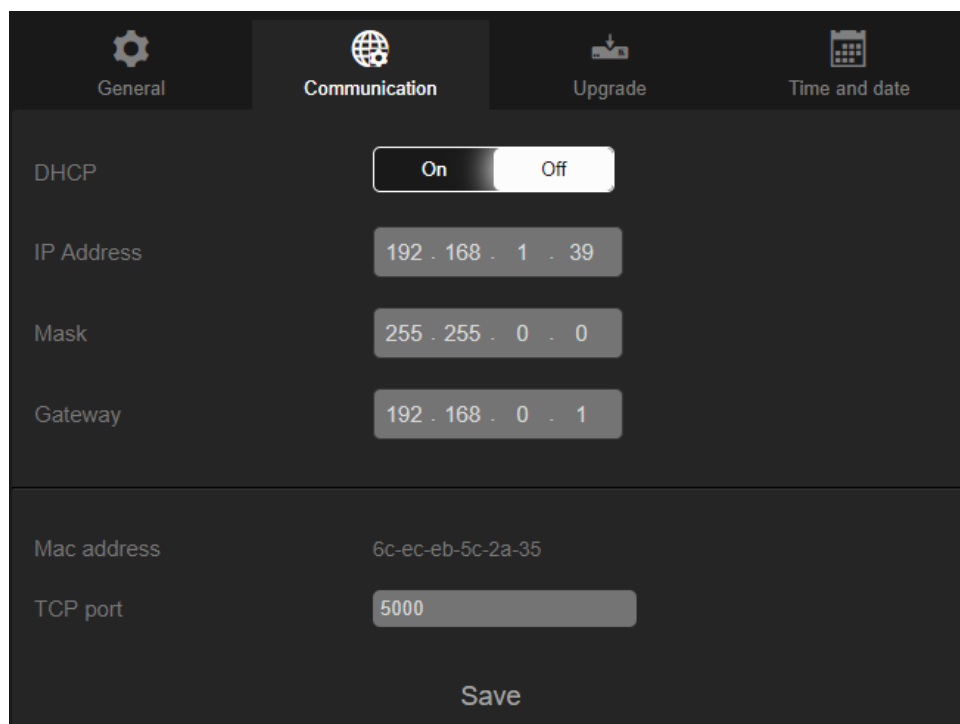 General Communication Upgrade Time and date
DHCP On Off
IP Address 192 . 168 . 1 . 39
Mask 255 . 255 . 0 . 0
Gateway 192 . 168 . 0 . 1
Mac address 6c-ec-eb-5c-2a-35
TCP port 5000
Save